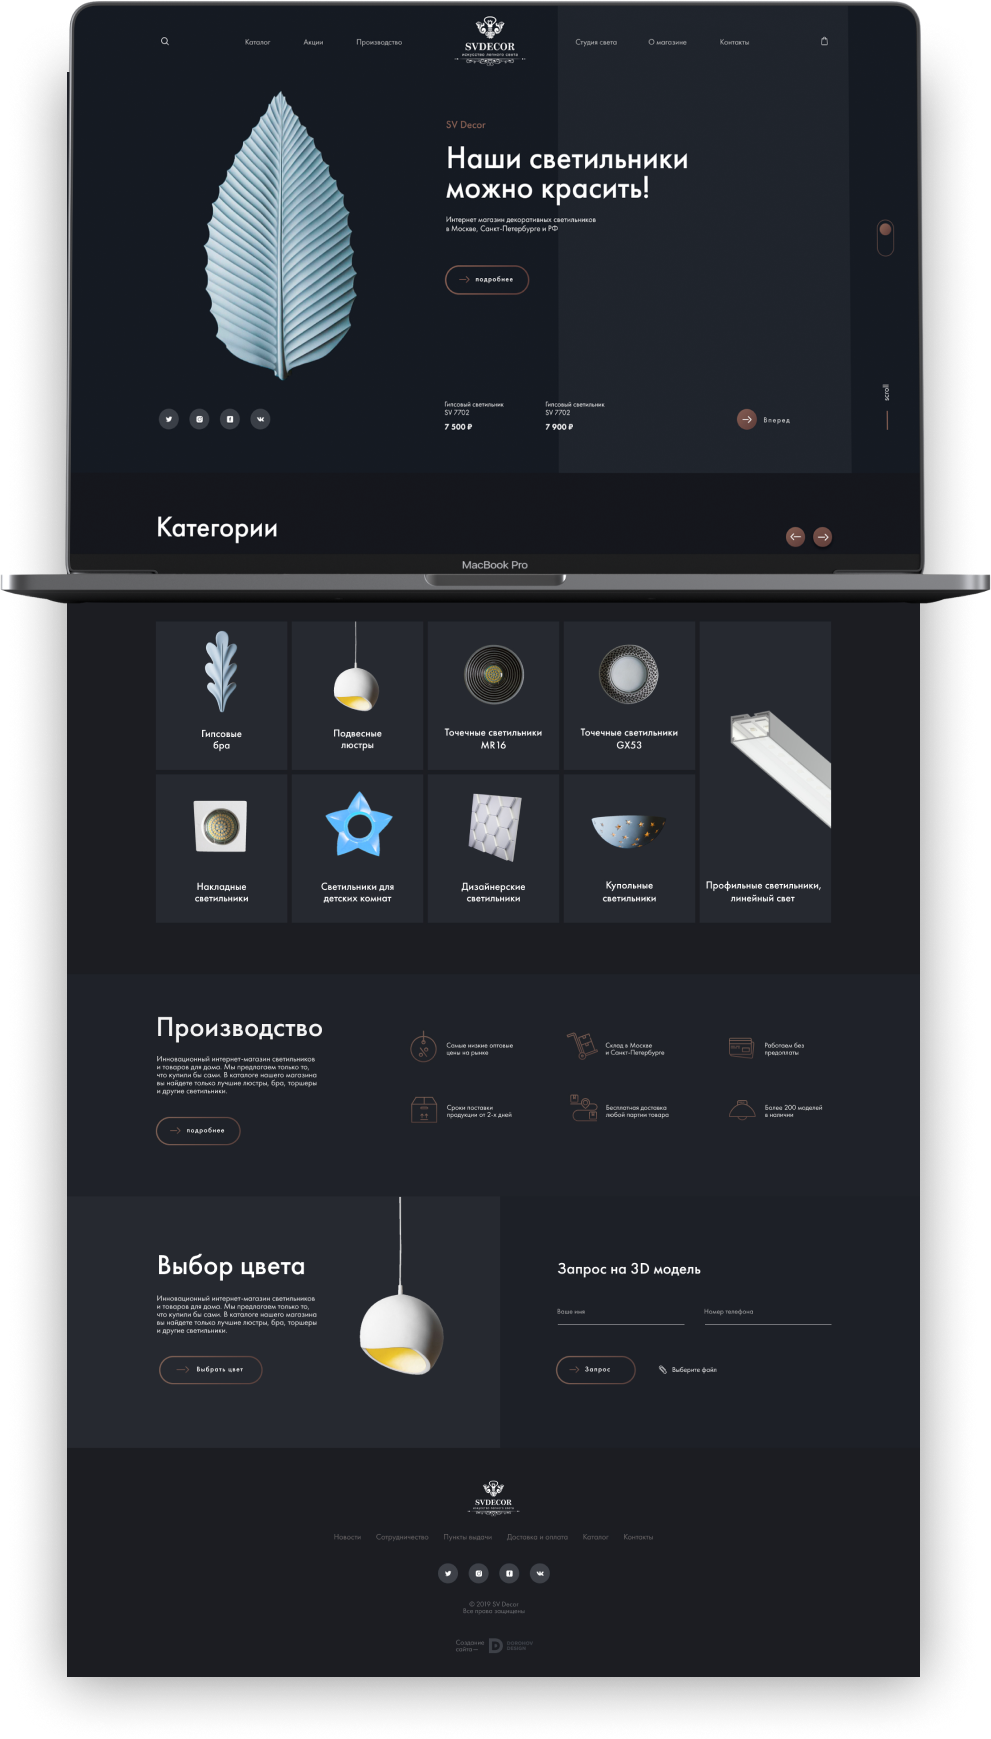 Каталог
Акции
Производство
SVDECOR
искусство личного света
Студия света
О магазине
Контакты
SV Decor
Наши светильники
можно красить!
Интернет магазин декоративных светильников
в Москве, Санкт-Петербурге и РФ
подробнее
scroll
Гипсовый светильник
SV 7702
7 500 ₽
Гипсовый светильник
SV 7702
7 900 ₽
Вперед
Категории
MacBook Pro
Гипсовые
бра
Подвесные
люстры
Точечные светильники
MR16
Точечные светильники
GX53
Накладные
светильники
Светильники для
детских комнат
Дизайнерские
светильники
Купольные
светильники
Профильные светильники,
линейный свет
Производство
Инновационный интернет-магазин светильников
и товаров для дома. Мы предлагаем только то,
что купили бы сами. В каталоге нашего магазина
вы найдете только лучшие люстры, бра, торшеры
и другие светильники.
подробнее
Самые низкие оптовые
цены на рынке
Склад в Москве
и Санкт-Петербурге
Работаем без
предоплаты
Сроки поставки
продукции от 2-х дней
Бесплатная доставка
любой партии товара
Более 200 моделей
в наличии
Выбор цвета
Инновационный интернет-магазин светильников
и товаров для дома. Мы предлагаем только то,
что купили бы сами. В каталоге нашего магазина
вы найдете только лучшие люстры, бра, торшеры
и другие светильники.
Выбрать цвет
Запрос на 3D модель
Ваше имя
Номер телефона
Запрос
Выберите файл
SVDECOR
Новости
Сотрудничество
Пункты выдачи
Доставка и оплата
Каталог
Контакты
© 2019 SV Decor
Все права защищены
Создание
сайта —